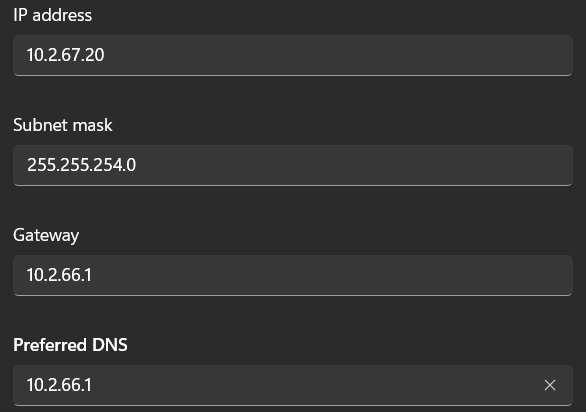 IP address
10.2.67.20
Subnet mask
255.255.254.0
Gateway
10.2.66.1
Preferred DNS
10.2.66.1